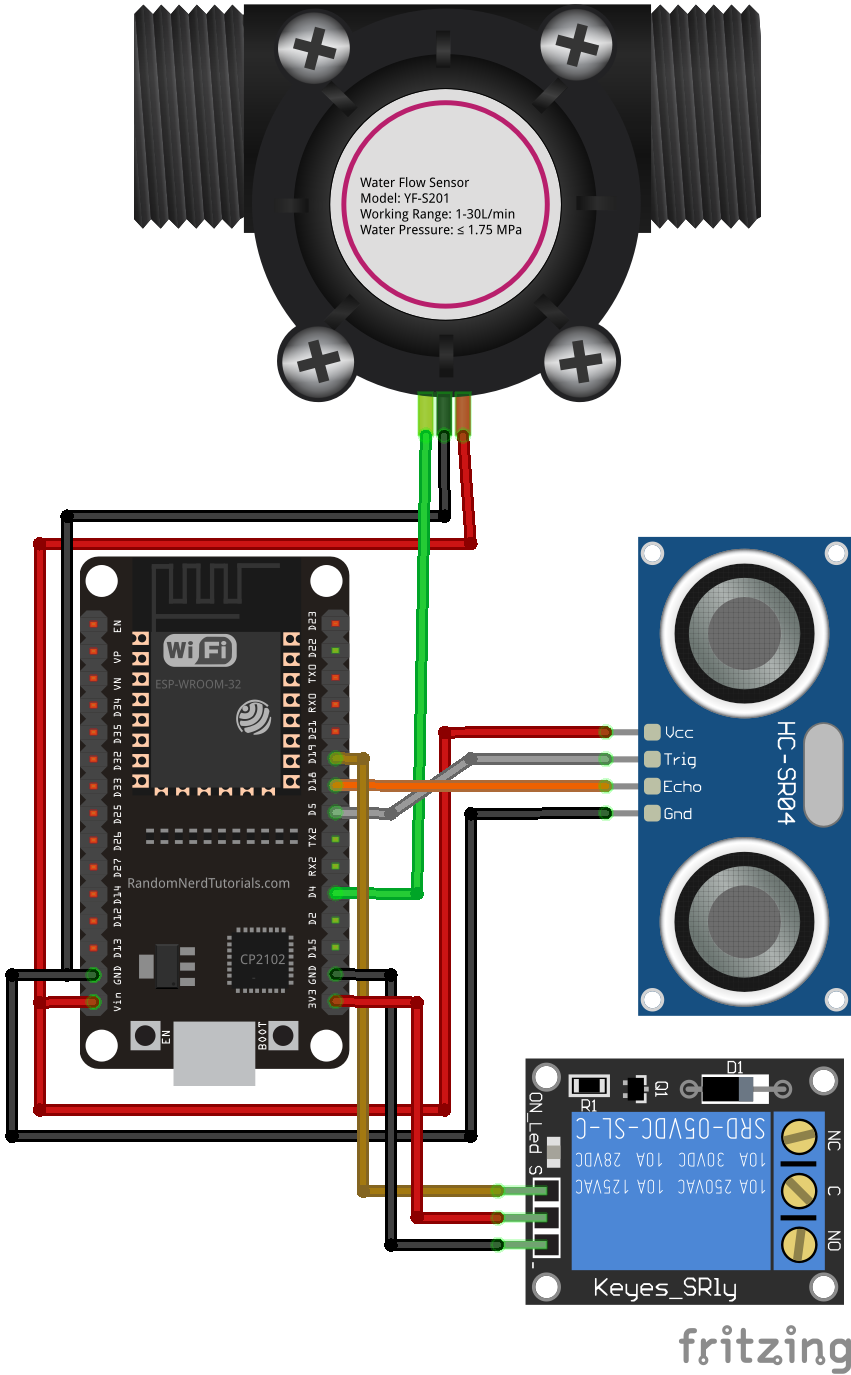 Water Flow Sensor
Model: YF-S201
Working Range: 1-30L/min
Water Pressure: ≤ 1.75 MPa
WiFi
ESP-WROOM-32
EN
VP
VN
D34
D35
D32
D33
D25
D26
D27
D14
D12
D13
GND
Vin
D23
D22
TX0
RX0
D21
D19
D18
D5
TX2
RX2
D4
D2
D15
GND
3V3
RandomNerdTutorials.com
CP2102
EN
BOOT
Vcc
Trig
Echo
Gnd
HC-SR04
ON_Led
S
-
R1
Q1
D1
SRD-05VDC-SL-C
10A 30VDC 10A 28VDC
10A 250VAC 10A 125VAC
NC
C
NO
Keyes_SRly
fritzing